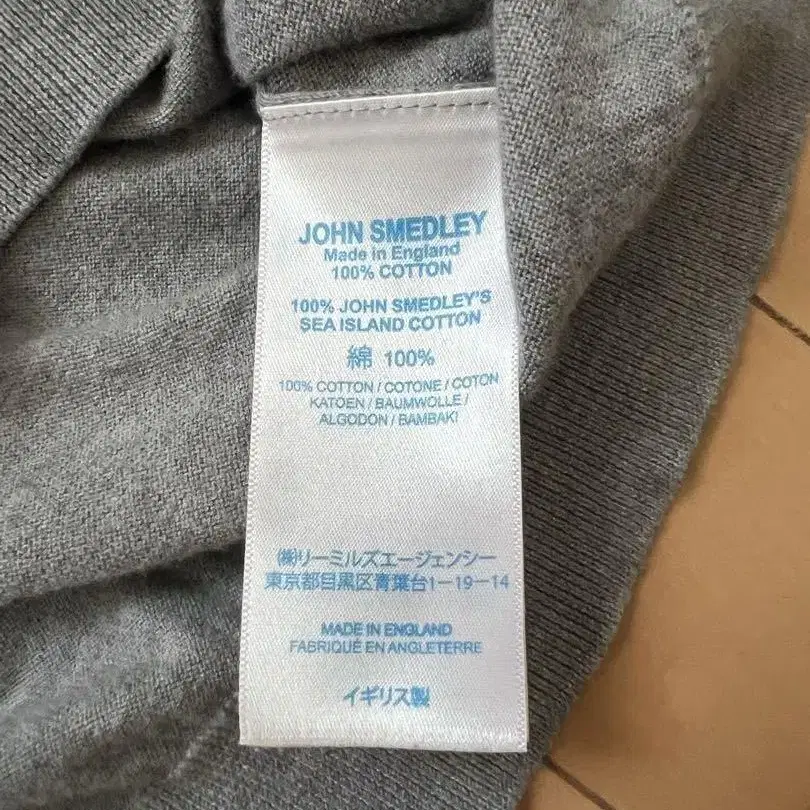 JOHN SMEDLEY
Made in England
100% COTTON
100% JOHN SMEDLEY'S
SEA ISLAND COTTON
綿 100%
100% COTTON / COTONE / COTON
KATOEN / BAUMWOLLE /
ALGODON / BAMBAKI
㈱リーミルズエージェンシー
東京都目黒区青葉台1-19-14
MADE IN ENGLAND
FABRIQUÉ EN ANGLETERRE
イギリス製